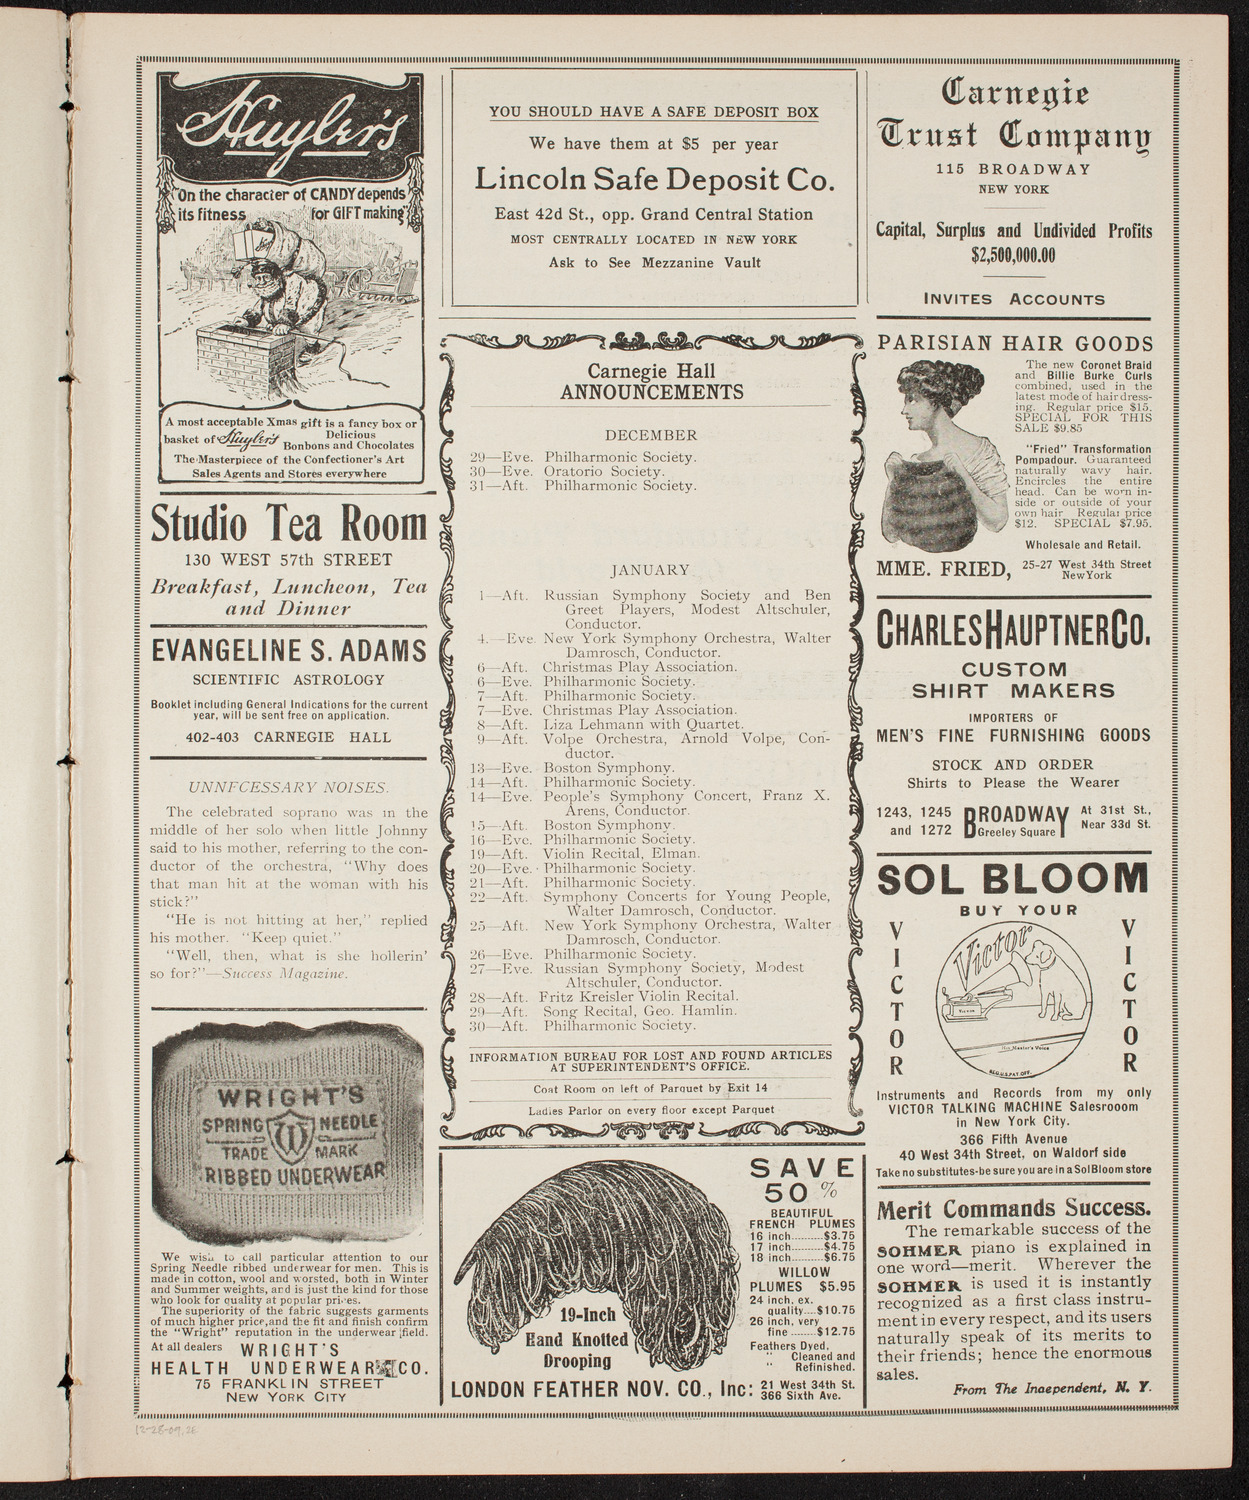 Huyler's
"On the character of CANDY depends
its fitness for GIFT making"
A most acceptable Xmas gift is a fancy box or
basket of Huyler's Delicious
Bonbons and Chocolates
The Masterpiece of the Confectioner's Art
Sales Agents and Stores everywhere
Studio Tea Room
130 WEST 57th STREET
Breakfast, Luncheon, Tea
and Dinner
EVANGELINE S. ADAMS
SCIENTIFIC ASTROLOGY
Booklet including General Indications for the current
year, will be sent free on application.
402-403 CARNEGIE HALL
UNNECESSARY NOISES.
The celebrated soprano was in the
middle of her solo when little Johnny
said to his mother, referring to the con-
ductor of the orchestra, "Why does
that man hit at the woman with his
stick?"
"He is not hitting at her," replied
his mother. "Keep quiet."
"Well, then, what is she hollerin'
so for?"—Success Magazine.
WRIGHT'S
SPRING NEEDLE
TRADE MARK
RIBBED UNDERWEAR
We wish to call particular attention to our
Spring Needle ribbed underwear for men. This is
made in cotton, wool and worsted, both in Winter
and Summer weights, and is just the kind for those
who look for quality at popular prices.
The superiority of the fabric suggests garments
of much higher price, and the fit and finish confirm
the "Wright" reputation in the underwear field.
At all dealers WRIGHT'S
HEALTH UNDERWEAR CO.
75 FRANKLIN STREET
NEW YORK CITY
YOU SHOULD HAVE A SAFE DEPOSIT BOX
We have them at $5 per year
Lincoln Safe Deposit Co.
East 42d St., opp. Grand Central Station
MOST CENTRALLY LOCATED IN NEW YORK
Ask to See Mezzanine Vault
Carnegie Hall
ANNOUNCEMENTS
DECEMBER
29—Eve. Philharmonic Society.
30—Eve. Oratorio Society.
31—Aft. Philharmonic Society.
JANUARY
1—Aft. Russian Symphony Society and Ben
Greet Players, Modest Altschuler,
Conductor.
4.—Eve. New York Symphony Orchestra, Walter
Damrosch, Conductor.
6—Aft. Christmas Play Association.
6—Eve. Philharmonic Society.
7—Aft. Philharmonic Society.
7—Eve. Christmas Play Association.
8—Aft. Liza Lehmann with Quartet.
9—Aft. Volpe Orchestra, Arnold Volpe, Con-
ductor.
13—Eve. Boston Symphony.
14—Aft. Philharmonic Society.
14—Eve. People's Symphony Concert, Franz X.
Arens, Conductor.
15—Aft. Boston Symphony.
16—Eve. Philharmonic Society.
19—Aft. Violin Recital, Elman.
20—Eve. Philharmonic Society.
21—Aft. Philharmonic Society.
22—Aft. Symphony Concerts for Young People,
Walter Damrosch, Conductor.
25—Aft. New York Symphony Orchestra, Walter
Damrosch, Conductor.
26—Eve. Philharmonic Society.
27—Eve. Russian Symphony Society, Modest
Altschuler, Conductor.
28—Aft. Fritz Kreisler Violin Recital.
29—Aft. Song Recital, Geo. Hamlin.
30—Aft. Philharmonic Society.
INFORMATION BUREAU FOR LOST AND FOUND ARTICLES
AT SUPERINTENDENT'S OFFICE.
Coat Room on left of Parquet by Exit 14
Ladies Parlor on every floor except Parquet
19-Inch
Hand Knotted
Drooping
SAVE
50%
BEAUTIFUL
FRENCH PLUMES
16 inch.........$3.75
17 inch.........$4.75
18 inch.........$6.75
WILLOW
PLUMES $5.95
24 inch, ex.
quality....$10.75
26 inch, very
fine........$12.75
Feathers Dyed,
" Cleaned and
" Refinished.
LONDON FEATHER NOV. CO., Inc: 21 West 34th St.
366 Sixth Ave.
Carnegie
Trust Company
115 BROADWAY
NEW YORK
Capital, Surplus and Undivided Profits
$2,500,000.00
INVITES ACCOUNTS
PARISIAN HAIR GOODS
The new Coronet Braid
and Billie Burke Curls
combined, used in the
latest mode of hairdress-
ing. Regular price $15.
SPECIAL FOR THIS
SALE $9.85
"Fried" Transformation
Pompadour. Guaranteed
naturally wavy hair.
Encircles the entire
head. Can be worn in-
side or outside of your
own hair Regular price
$12. SPECIAL $7.95.
Wholesale and Retail.
MME. FRIED, 25-27 West 34th Street
New York
CHARLES HAUPTNER CO.
CUSTOM
SHIRT MAKERS
IMPORTERS OF
MEN'S FINE FURNISHING GOODS
STOCK AND ORDER
Shirts to Please the Wearer
1243, 1245 and 1272 BROADWAY Greeley Square At 31st St., Near 33d St.
SOL BLOOM
BUY YOUR
VICTOR
VICTOR
Victor
VICTOR
His Master's Voice
REG.U.S.PAT.OFF.
Instruments and Records from my only
VICTOR TALKING MACHINE Salesrooom
in New York City.
366 Fifth Avenue
40 West 34th Street, on Waldorf side
Take no substitutes-be sure you are in a Sol Bloom store
Merit Commands Success.
The remarkable success of the
SOHMER piano is explained in
one word—merit. Wherever the
SOHMER is used it is instantly
recognized as a first class instru-
ment in every respect, and its users
naturally speak of its merits to
their friends; hence the enormous
sales.
From The Independent, N. Y.
12-28-09, 2E